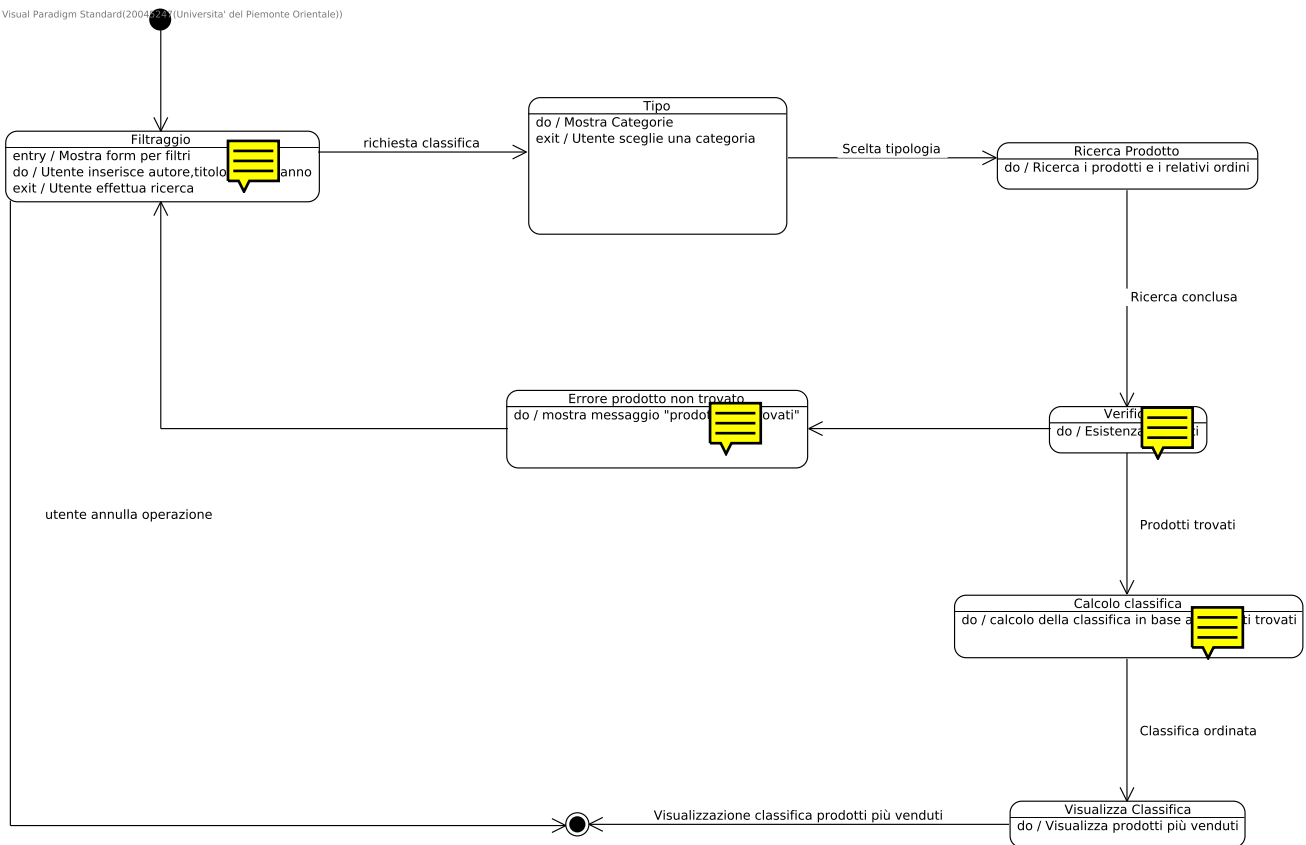 Visual Paradigm Standard(20045247(Universita' del Piemonte Orientale))
Filtraggio
entry / Mostra form per filtri
do / Utente inserisce autore,titolo anno
exit / Utente effettua ricerca
richiesta classifica
Tipo
do / Mostra Categorie
exit / Utente sceglie una categoria
Scelta tipologia
Ricerca Prodotto
do / Ricerca i prodotti e i relativi ordini
Ricerca conclusa
Errore prodotto non trovato
do / mostra messaggio "prodot ovati"
Verific
do / Esistenza i
utente annulla operazione
Prodotti trovati
Calcolo classifica
do / calcolo della classifica in base a ti trovati
Classifica ordinata
Visualizza Classifica
do / Visualizza prodotti più venduti
Visualizzazione classifica prodotti più venduti